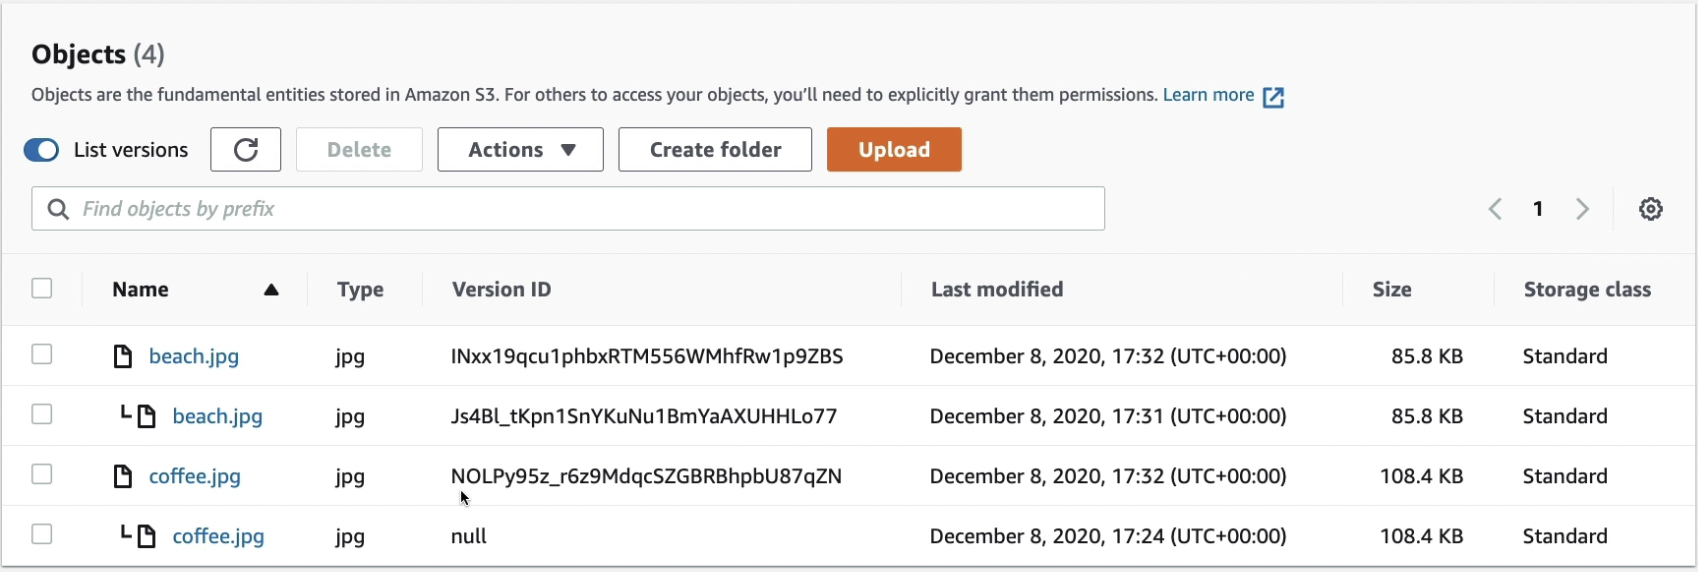 Objects (4)
Objects are the fundamental entities stored in Amazon S3. For others to access your objects, you'll need to explicitly grant them permissions. Learn more
List versions Delete Actions Create folder Upload
Find objects by prefix 1
Name Type Version ID Last modified Size Storage class
beach.jpg jpg INxx19qcu1phbxRTM556WMhfRw1p9ZBS December 8, 2020, 17:32 (UTC+00:00) 85.8 KB Standard
beach.jpg jpg Js4Bl_tKpn1SnYKuNu1BmYaAXUHHLo77 December 8, 2020, 17:31 (UTC+00:00) 85.8 KB Standard
coffee.jpg jpg NOLPy95z_r6z9MdqcSZGBRBhpbU87qZN December 8, 2020, 17:32 (UTC+00:00) 108.4 KB Standard
coffee.jpg jpg null December 8, 2020, 17:24 (UTC+00:00) 108.4 KB Standard